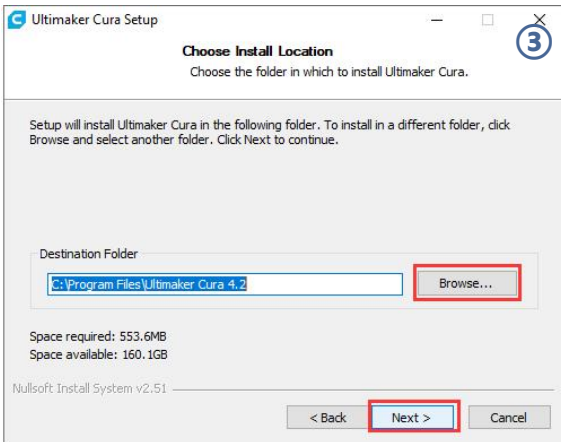 Ultimaker Cura Setup
③
Choose Install Location
Choose the folder in which to install Ultimaker Cura.
Setup will install Ultimaker Cura in the following folder. To install in a different folder, click
Browse and select another folder. Click Next to continue.
Destination Folder
C:\Program Files\Ultimaker Cura 4.2
Browse...
Space required: 553.6MB
Space available: 160.1GB
Nullsoft Install System v2.51
< Back
Next >
Cancel